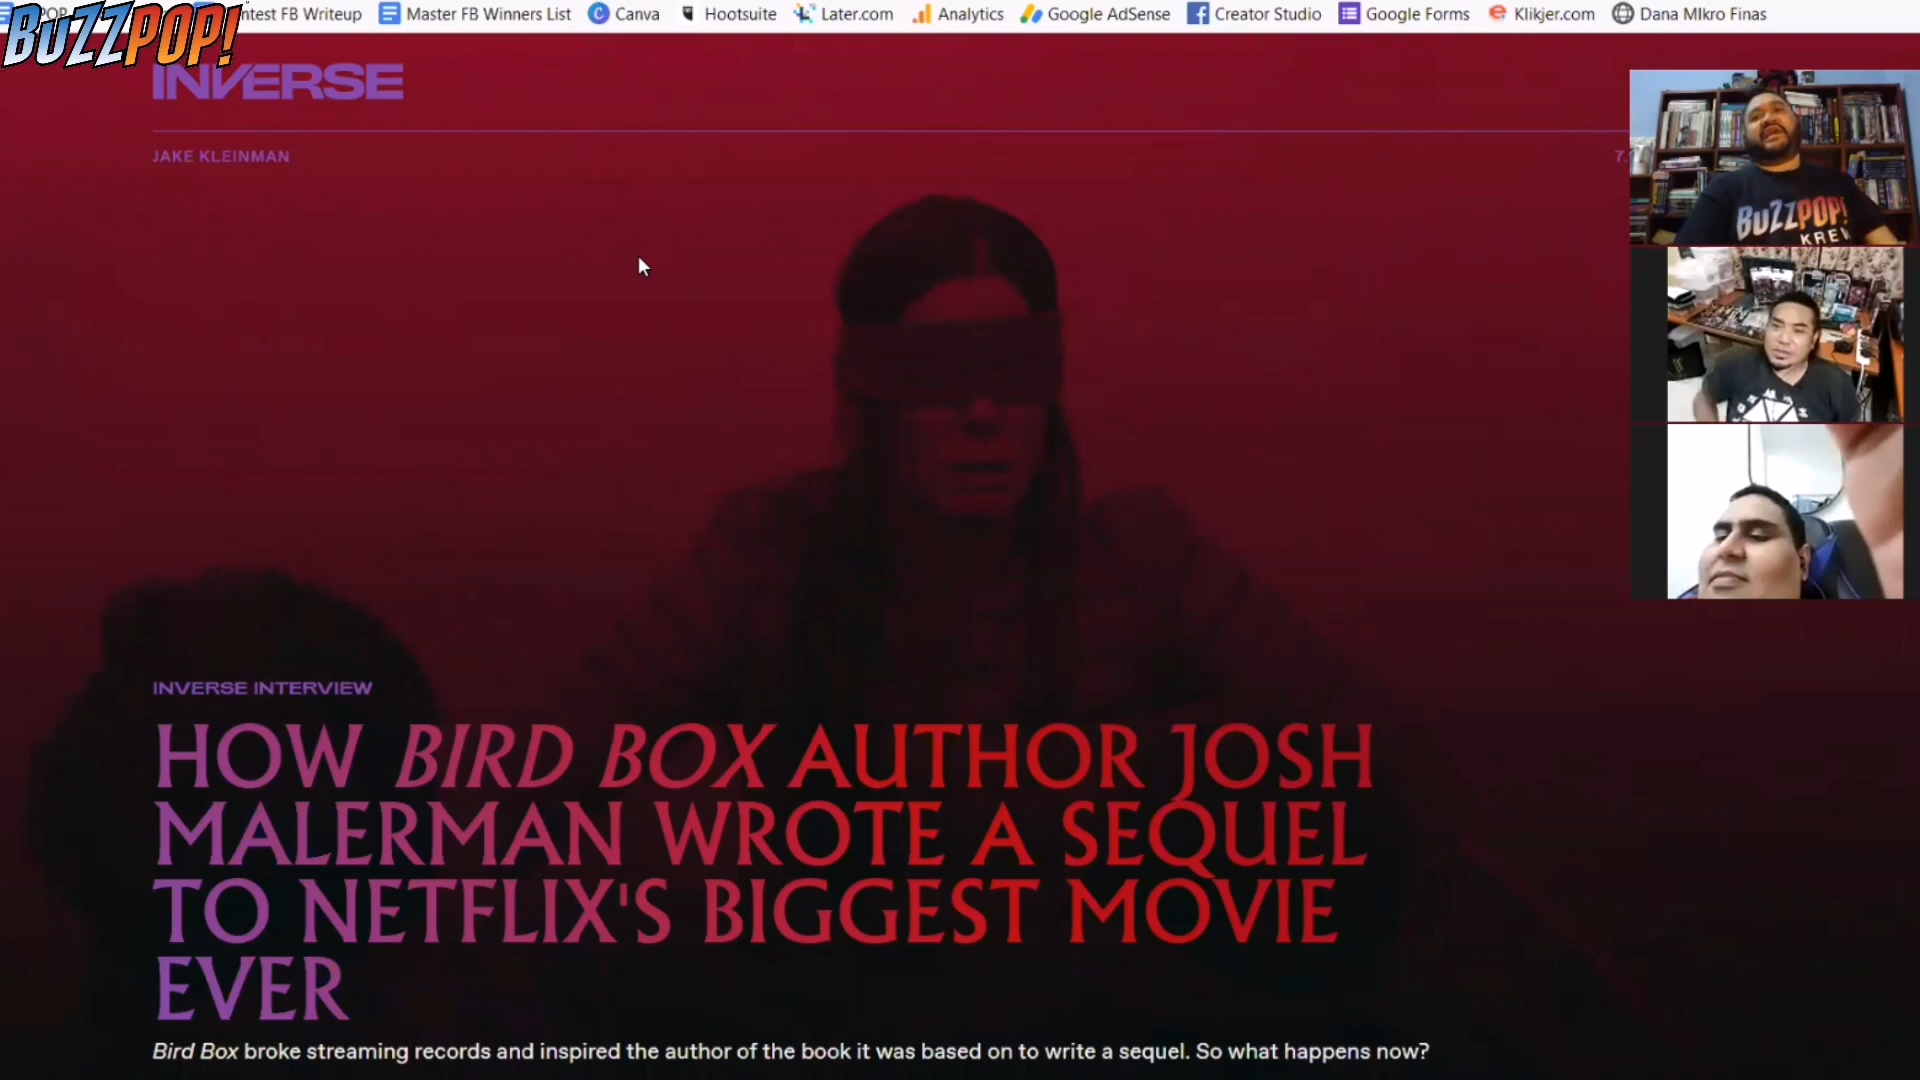 BUZZPOP!
ntest FB Writeup
Master FB Winners List
Canva
Hootsuite
Later.com
Analytics
Google AdSense
Creator Studio
Google Forms
Klikjer.com
Dana MIkro Finas
INVERSE
JAKE KLEINMAN
7.
BUZZPOP!
KREW
INVERSE INTERVIEW
HOW BIRD BOX AUTHOR JOSH
MALERMAN WROTE A SEQUEL
TO NETFLIX'S BIGGEST MOVIE
EVER
Bird Box broke streaming records and inspired the author of the book it was based on to write a sequel. So what happens now?